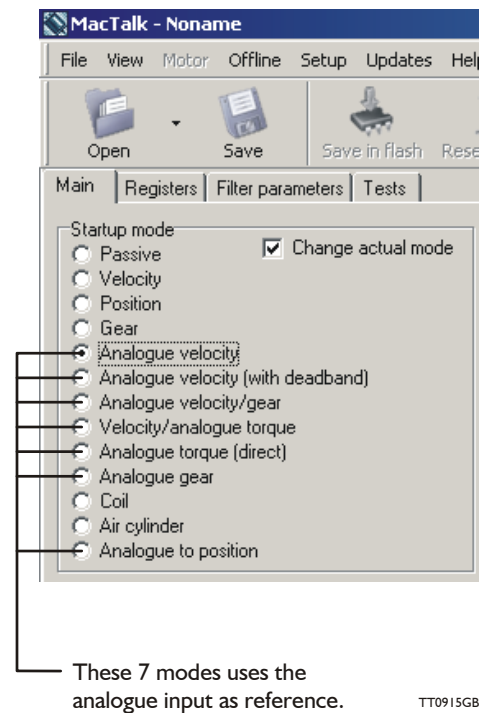 MacTalk - Noname
File View Motor Offline Setup Updates Help
Open Save Save in flash Rese
Main Registers Filter parameters Tests
Startup mode
Change actual mode
Passive
Velocity
Position
Gear
Analogue velocity
Analogue velocity (with deadband)
Analogue velocity/gear
Velocity/analogue torque
Analogue torque (direct)
Analogue gear
Coil
Air cylinder
Analogue to position
These 7 modes uses the
analogue input as reference.
TT0915GB